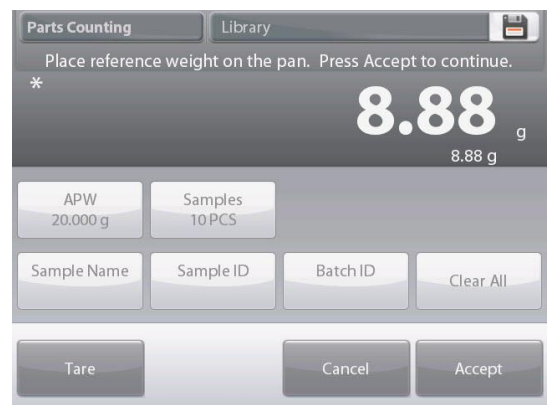 Parts Counting
Library
Place reference weight on the pan. Press Accept to continue.
*
8.88 g
8.88 g
APW
20.000 g
Samples
10 PCS
Sample Name
Sample ID
Batch ID
Clear All
Tare
Cancel
Accept